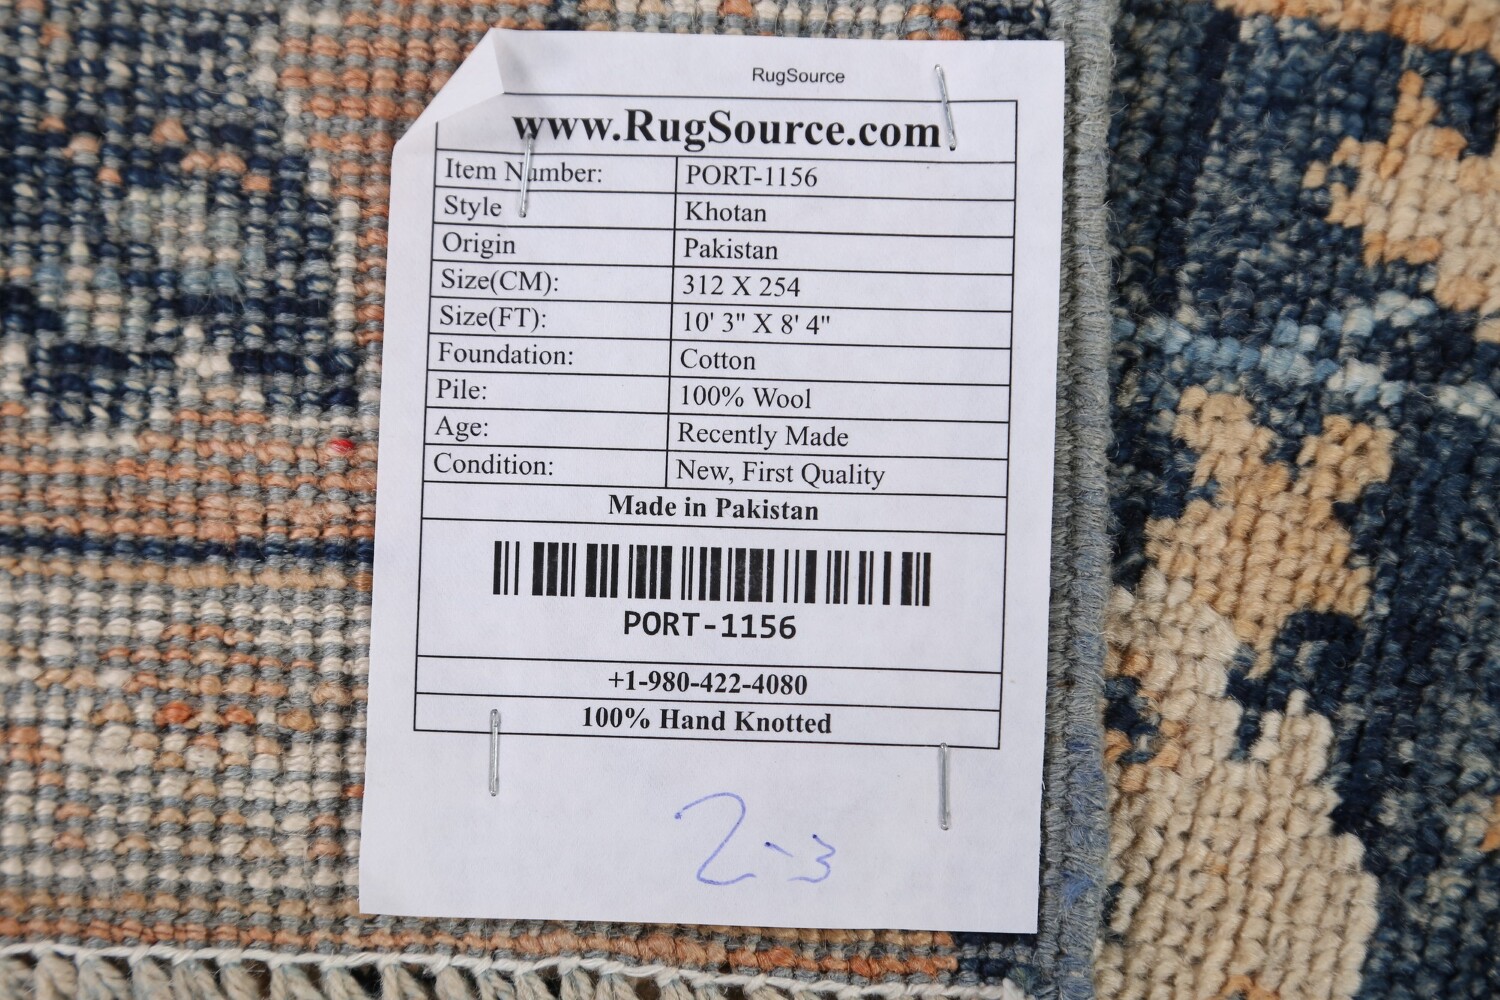 RugSource
www.RugSource.com
Item Number: PORT-1156
Style Khotan
Origin Pakistan
Size(CM): 312 X 254
Size(FT): 10' 3" X 8' 4"
Foundation: Cotton
Pile: 100% Wool
Age: Recently Made
Condition: New, First Quality
Made in Pakistan
PORT-1156
+1-980-422-4080
100% Hand Knotted
2-3